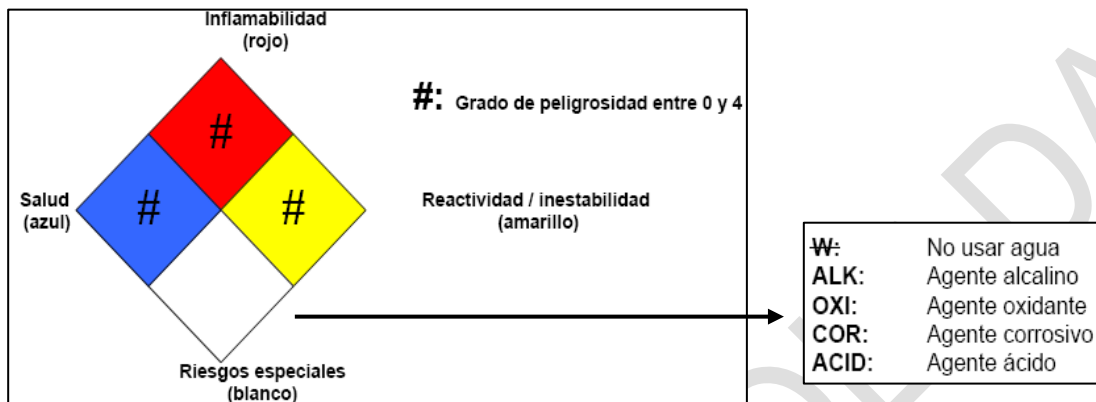 Inflamabilidad
(rojo)
#: Grado de peligrosidad entre 0 y 4
#
Salud
(azul)
#
#
Reactividad / inestabilidad
(amarillo)
Riesgos especiales
(blanco)
W: No usar agua
ALK: Agente alcalino
OXI: Agente oxidante
COR: Agente corrosivo
ACID: Agente ácido